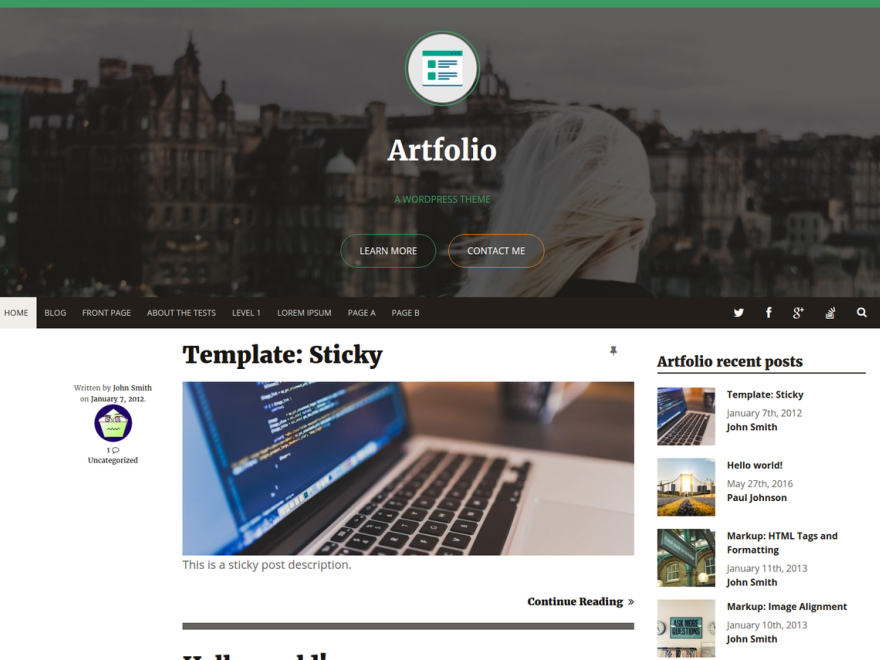 Artfolio
A WORDPRESS THEME
LEARN MORE
CONTACT ME
HOME BLOG FRONT PAGE ABOUT THE TESTS LEVEL 1 LOREM IPSUM PAGE A PAGE B
Template: Sticky
Written by John Smith
on January 7, 2012.
1
Uncategorized
This is a sticky post description.
Continue Reading »
Artfolio recent posts
Template: Sticky
January 7th, 2012
John Smith
Hello world!
May 27th, 2016
Paul Johnson
Markup: HTML Tags and
Formatting
January 11th, 2013
John Smith
Markup: Image Alignment
January 10th, 2013
John Smith
ASK MORE
QUESTIONS